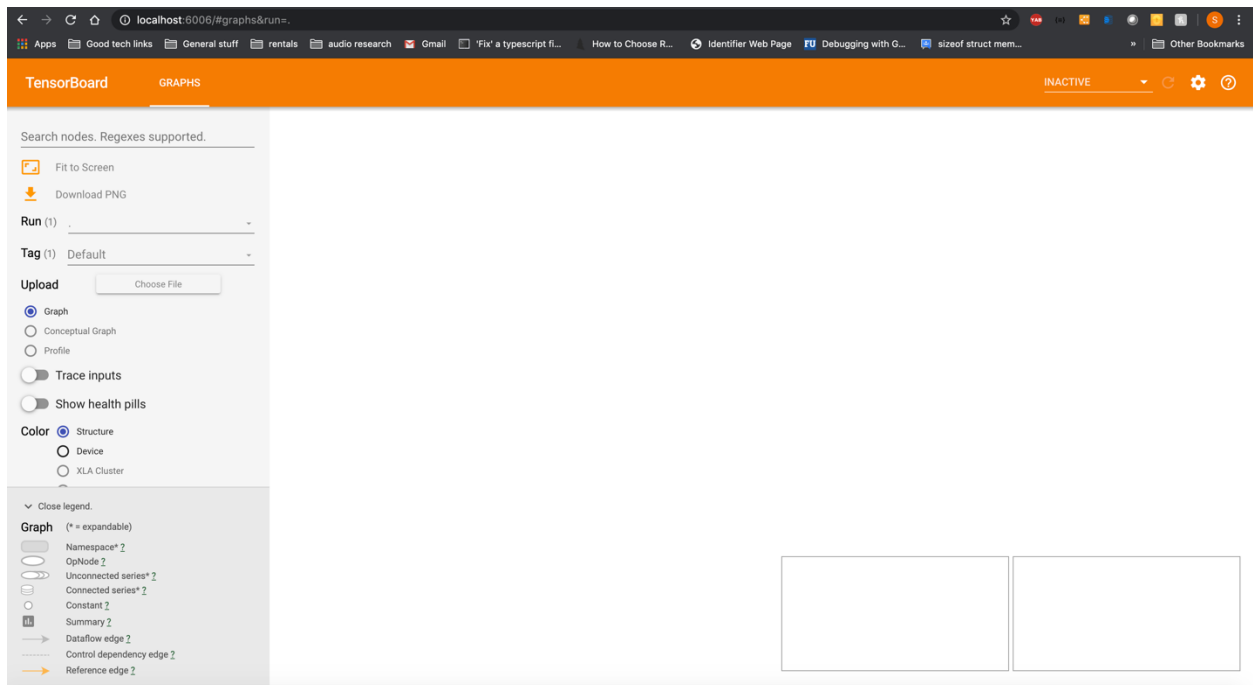 localhost:6006/#graphs&run=.
Apps Good tech links General stuff rentals audio research Gmail 'Fix' a typescript fi... How to Choose R... Identifier Web Page FU Debugging with G... sizeof struct mem... » Other Bookmarks
TensorBoard GRAPHS INACTIVE
Search nodes. Regexes supported.
Fit to Screen
Download PNG
Run (1) .
Tag (1) Default
Upload Choose File
Graph
Conceptual Graph
Profile
Trace inputs
Show health pills
Color Structure
Device
XLA Cluster
Close legend.
Graph (* = expandable)
Namespace* ?
OpNode ?
Unconnected series* ?
Connected series* ?
Constant ?
Summary ?
Dataflow edge ?
Control dependency edge ?
Reference edge ?